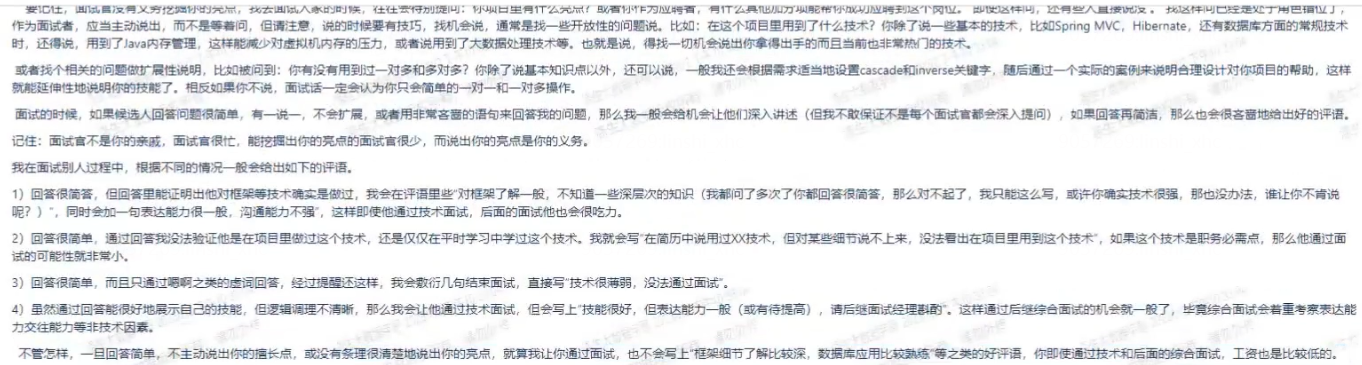 要记住，面试官没有义务挖掘你的亮点，我去面试人家的时候，往往会特别提问：你项目里有什么亮点？或者你作为应聘者，有什么其他加分项能帮你成功应聘到这个岗位。即使这样问，还有些人直接说没。我这样问已经是处于角色错位了，
作为面试者，应当主动说出，而不是等着问，但请注意，说的时候要有技巧，找机会说，通常是找一些开放性的问题说。比如：在这个项目里用到了什么技术？你除了说一些基本的技术，比如Spring MVC，Hibernate，还有数据库方面的常规技术
时，还得说，用到了Java内存管理，这样能减少对虚拟机内存的压力，或者说用到了大数据处理技术等。也就是说，得找一切机会说出你拿得出手的而且当前也非常热门的技术。
或者找个相关的问题做扩展性说明，比如被问到：你有没有用到过一对多和多对多？你除了说基本知识点以外，还可以说，一般我还会根据需求适当地设置cascade和inverse关键字，随后通过一个实际的案例来说明合理设计对你项目的帮助，这样
就能延伸性地说明你的技能了。相反如果你不说，面试话一定会认为你只会简单的一对一和一对多操作。
面试的时候，如果候选人回答问题很简单，有一说一，不会扩展，或者用非常客啬的语句来回答我的问题，那么我一般会给机会让他们深入讲述（但我不敢保证不是每个面试官都会深入提问），如果回答再简洁，那么也会很客啬地给出好的评语。
记住：面试官不是你的亲戚，面试官很忙，能挖掘出你的亮点的面试官很少，而说出你的亮点是你的义务。
我在面试别人过程中，根据不同的情况一般会给出如下的评语。
1）回答很简答，但回答里能证明出他对框架等技术确实是做过，我会在评语里些“对框架了解一般，不知道一些深层次的知识（我都问了多次了你都回答很简答，那么对不起了，我只能这么写，或许你确实技术很强，那也没办法，谁让你不肯说
呢？）”，同时会加一句表达能力很一般，沟通能力不强”，这样即使他通过技术面试，后面的面试他也会很吃力。
2）回答很简单，通过回答我没法验证他是在项目里做过这个技术，还是仅仅在平时学习中学过这个技术。我就会写“在简历中说用过XX技术，但对某些细节说不上来，没法看出在项目里用到这个技术”，如果这个技术是职务必需点，那么他通过面
试的可能性就非常小。
3）回答很简单，而且只通过嗯啊之类的虚词回答，经过提醒还这样，我会敷衍几句结束面试，直接写“技术很薄弱，没法通过面试”。
4）虽然通过回答能很好地展示自己的技能，但逻辑调理不清晰，那么我会让他通过技术面试，但会写上“技能很好，但表达能力一般（或有待提高），请后继面试经理斟酌”。这样通过后继综合面试的机会就一般了，毕竟综合面试会着重考察表达能
力交往能力等非技术因素。
不管怎样，一旦回答简单，不主动说出你的擅长点，或没有条理很清楚地说出你的亮点，就算我让你通过面试，也不会写上“框架细节了解比较深，数据库应用比较熟练”等之类的好评语，你即使通过技术和后面的综合面试，工资也是比较低的。